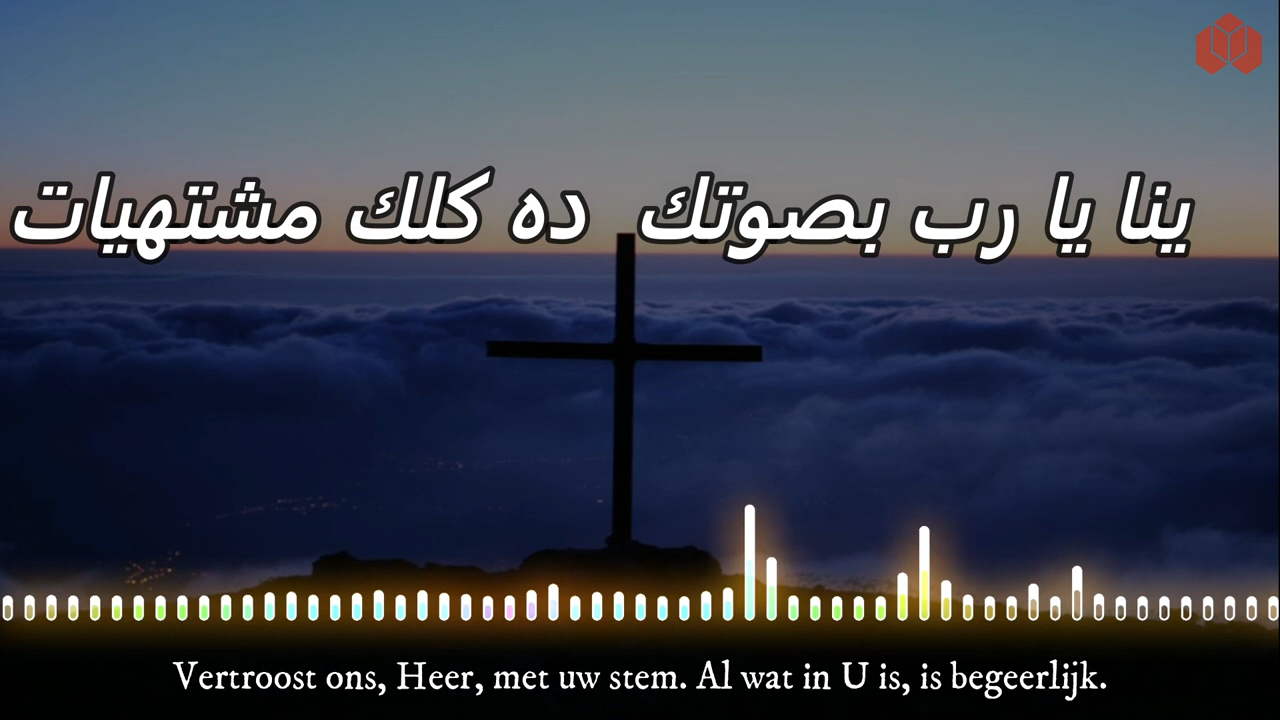 ينا يا رب بصوتك ده كلك مشتهيات
Vertroost ons, Heer, met uw stem. Al wat in U is, is begeerlijk.